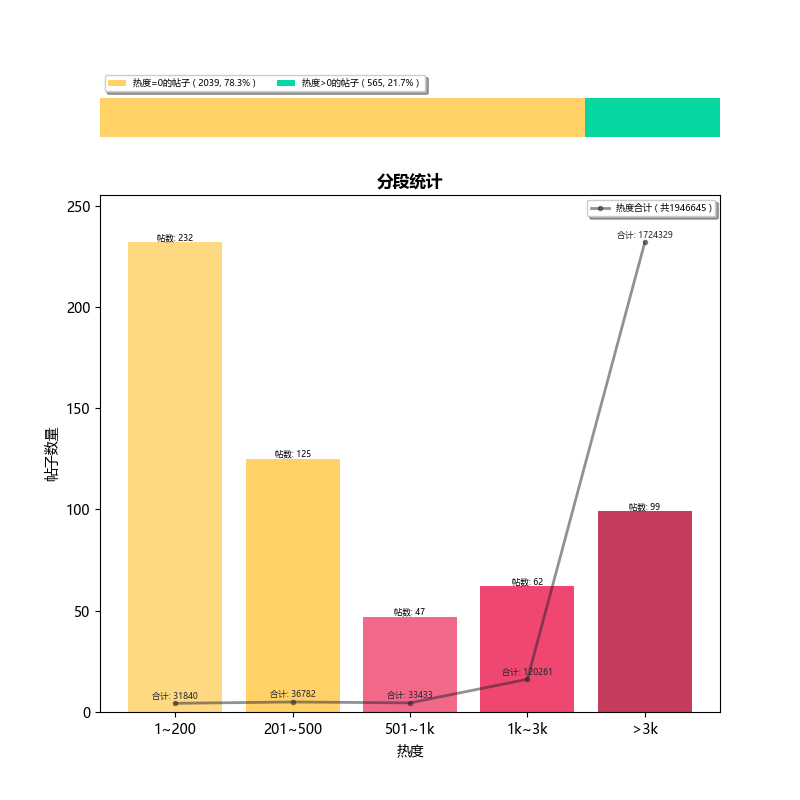 热度=0的帖子 ( 2039, 78.3% )
热度>0的帖子 ( 565, 21.7% )
分段统计
热度合计 ( 共1946645 )
250
200
150
100
50
0
帖子数量
帖数: 232
帖数: 125
帖数: 47
帖数: 62
帖数: 99
合计: 31840
合计: 36782
合计: 33433
合计: 120261
合计: 1724329
1~200
201~500
501~1k
1k~3k
>3k
热度